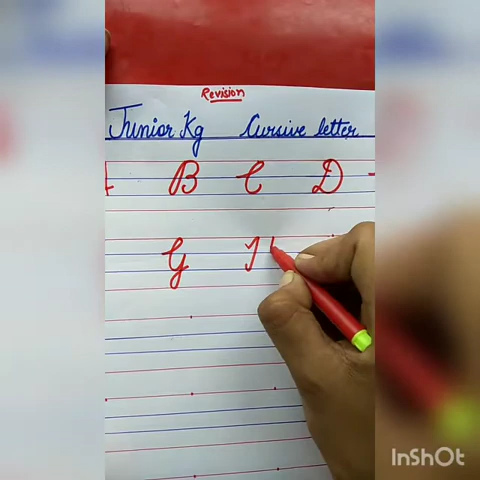 Revision
Junior Kg Cursive letter
B C D
G
InShOt